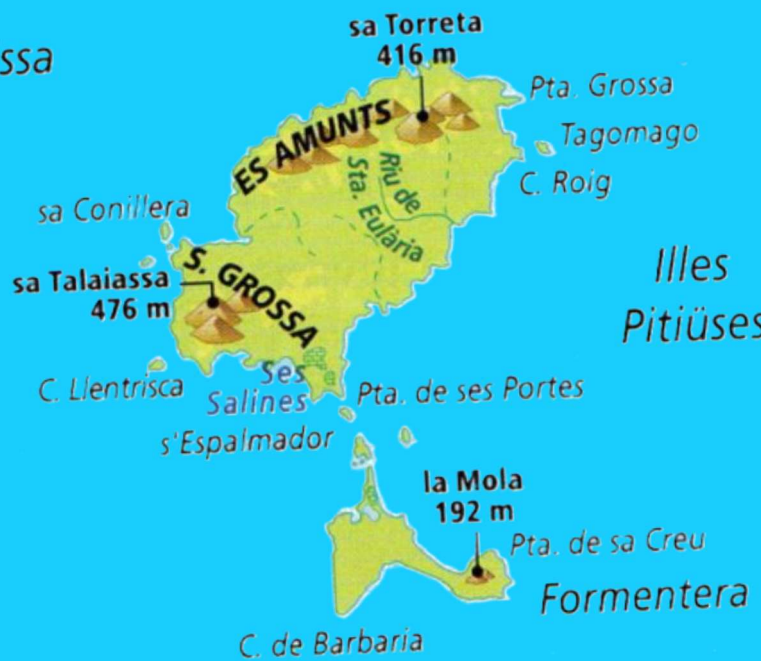 ssa
sa Torreta
416 m
Pta. Grossa
Tagomago
C. Roig
ES AMUNTS
Riu de
Sta. Eulària
sa Conillera
sa Talaiassa
476 m
S. GROSSA
Illes
Pitiüses
C. Llentrisca
Ses
Salines
Pta. de ses Portes
s'Espalmador
la Mola
192 m
Pta. de sa Creu
Formentera
C. de Barbaria